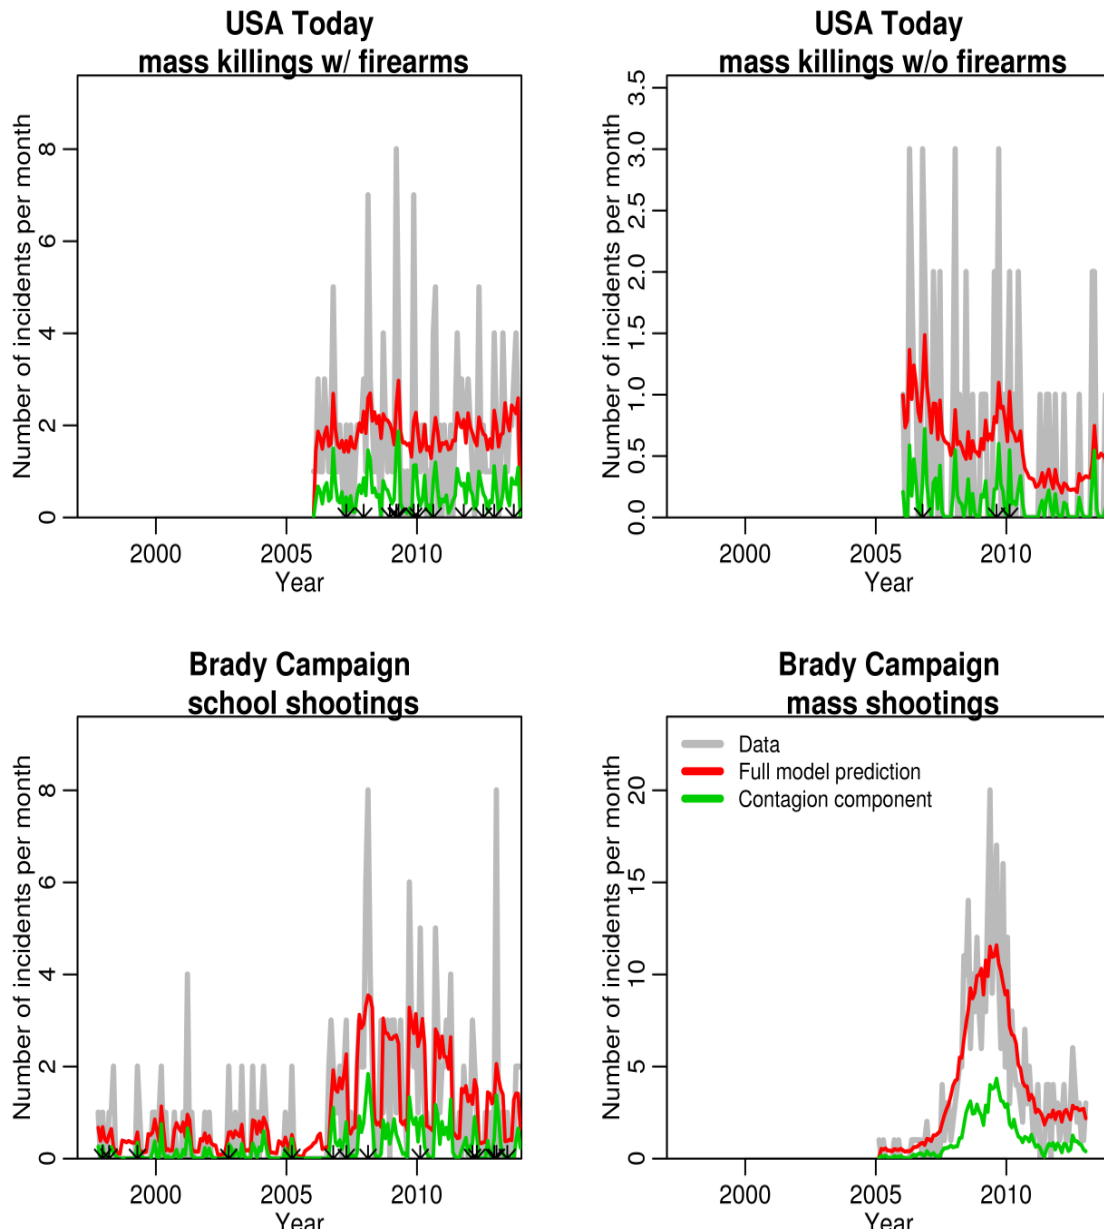 USA Today
mass killings w/ firearms
Number of incidents per month
8
6
4
2
0
2000 2005 2010
Year
USA Today
mass killings w/o firearms
Number of incidents per month
3.5
3.0
2.5
2.0
1.5
1.0
0.5
0.0
2000 2005 2010
Year
Brady Campaign
school shootings
Number of incidents per month
8
6
4
2
0
2000 2005 2010
Year
Brady Campaign
mass shootings
Data
Full model prediction
Contagion component
Number of incidents per month
20
15
10
5
0
2000 2005 2010
Year